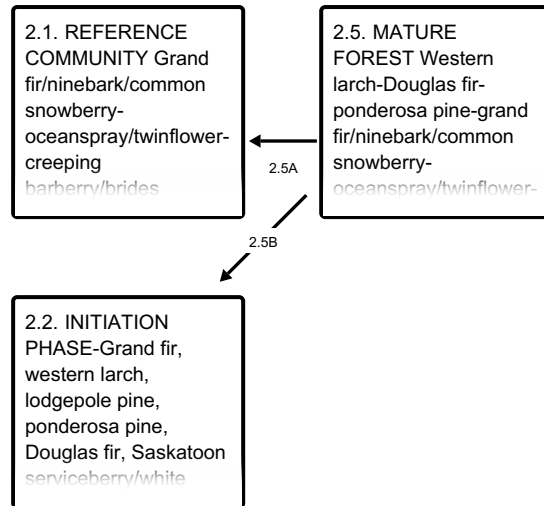 2.1. REFERENCE
COMMUNITY Grand
fir/ninebark/common
snowberry-
oceanspray/twinflower-
creeping
barberry/brides
2.5. MATURE
FOREST Western
larch-Douglas fir-
ponderosa pine-grand
fir/ninebark/common
snowberry-
oceanspray/twinflower-
2.5A
2.5B
2.2. INITIATION
PHASE-Grand fir,
western larch,
lodgepole pine,
ponderosa pine,
Douglas fir, Saskatoon
serviceberry/white